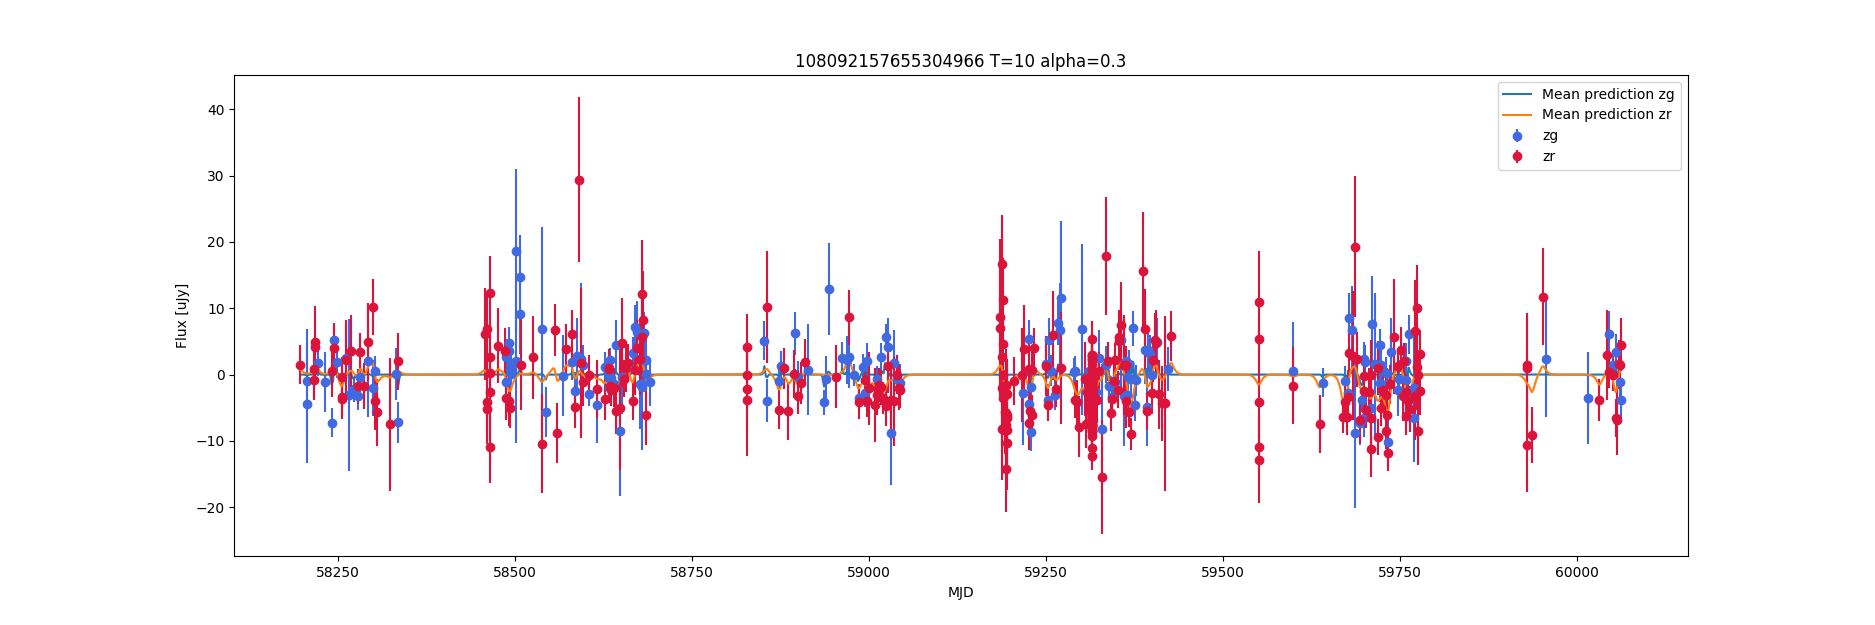 108092157655304966 T=10 alpha=0.3
Mean prediction zg
Mean prediction zr
zg
zr
Flux [uJy]
40
30
20
10
0
−10
−20
58250 58500 58750 59000 59250 59500 59750 60000
MJD